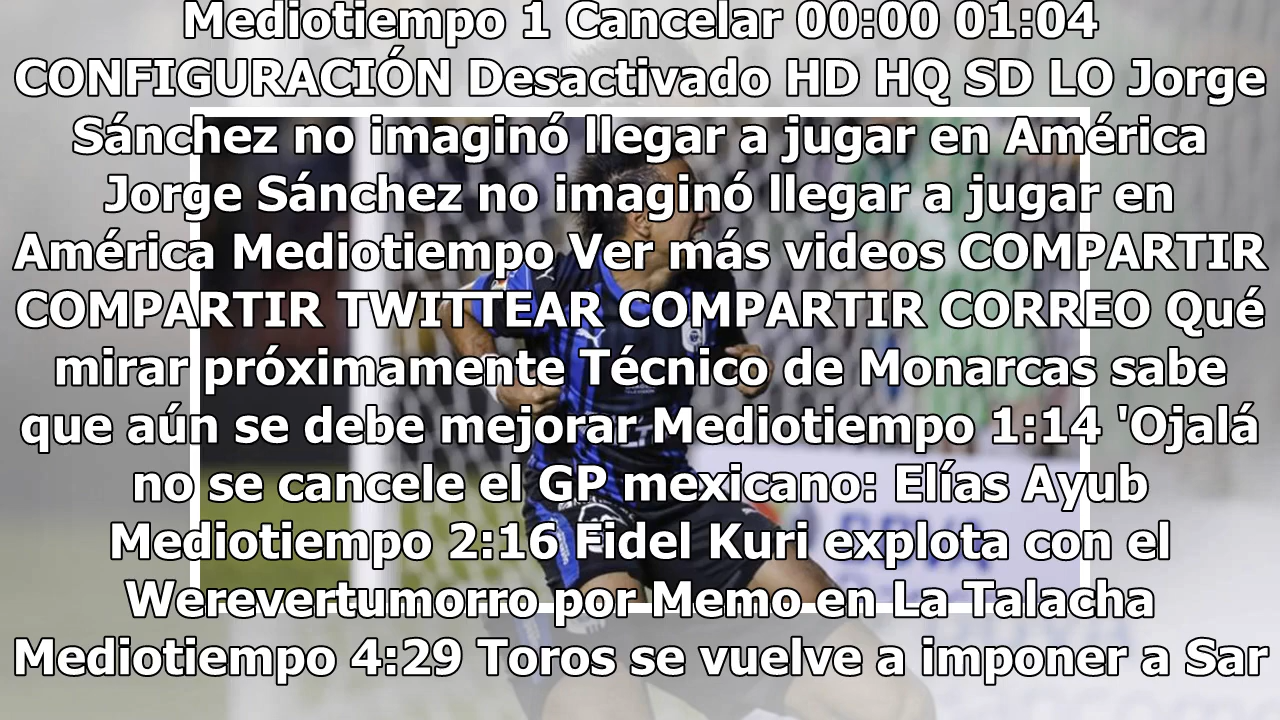 Mediotiempo 1 Cancelar 00:00 01:04
CONFIGURACIÓN Desactivado HD HQ SD LO Jorge
Sánchez no imaginó llegar a jugar en América
Jorge Sánchez no imaginó llegar a jugar en
América Mediotiempo Ver más videos COMPARTIR
COMPARTIR TWITTEAR COMPARTIR CORREO Qué
mirar próximamente Técnico de Monarcas sabe
que aún se debe mejorar Mediotiempo 1:14 'Ojalá
no se cancele el GP mexicano: Elías Ayub
Mediotiempo 2:16 Fidel Kuri explota con el
Werevertumorro por Memo en La Talacha
Mediotiempo 4:29 Toros se vuelve a imponer a Sar